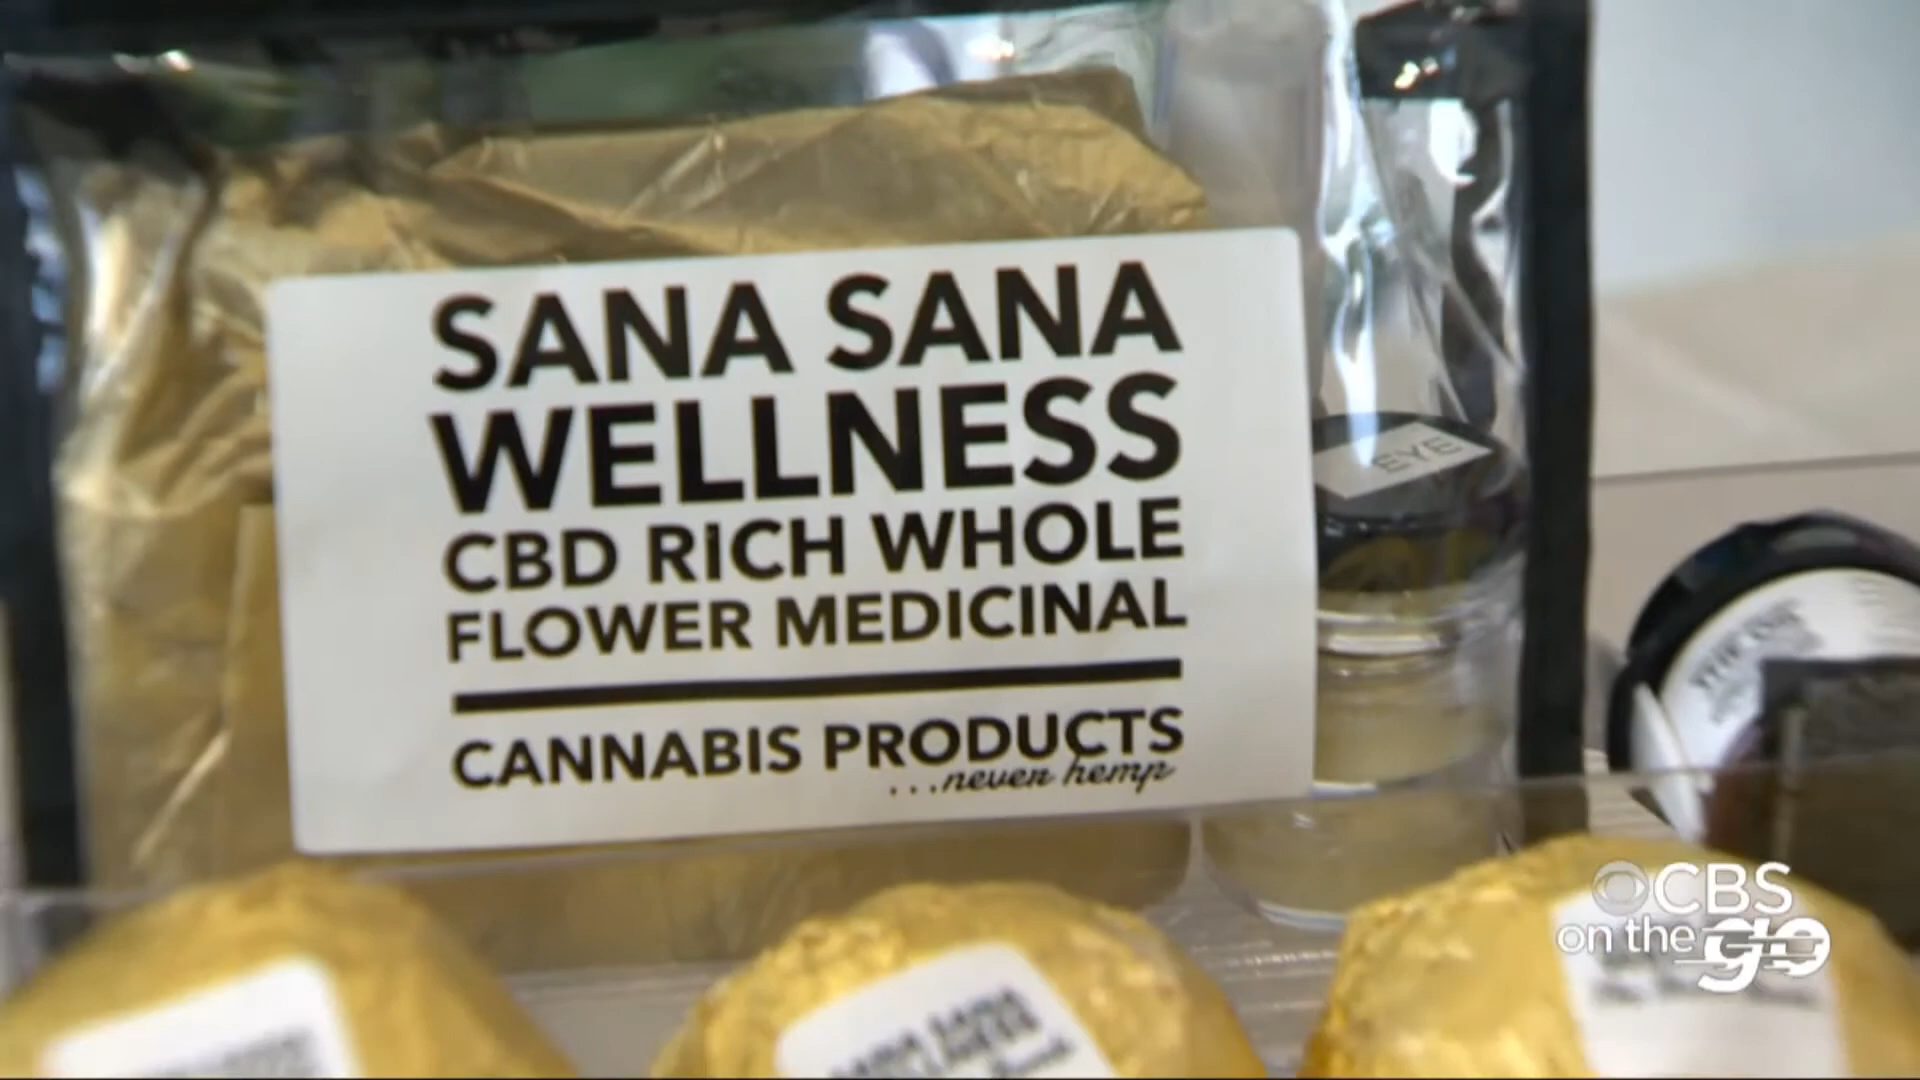 SANA SANA
WELLNESS
CBD RICH WHOLE
FLOWER MEDICINAL
CANNABIS PRODUCTS
...never hemp
EYE
CBS
on the go